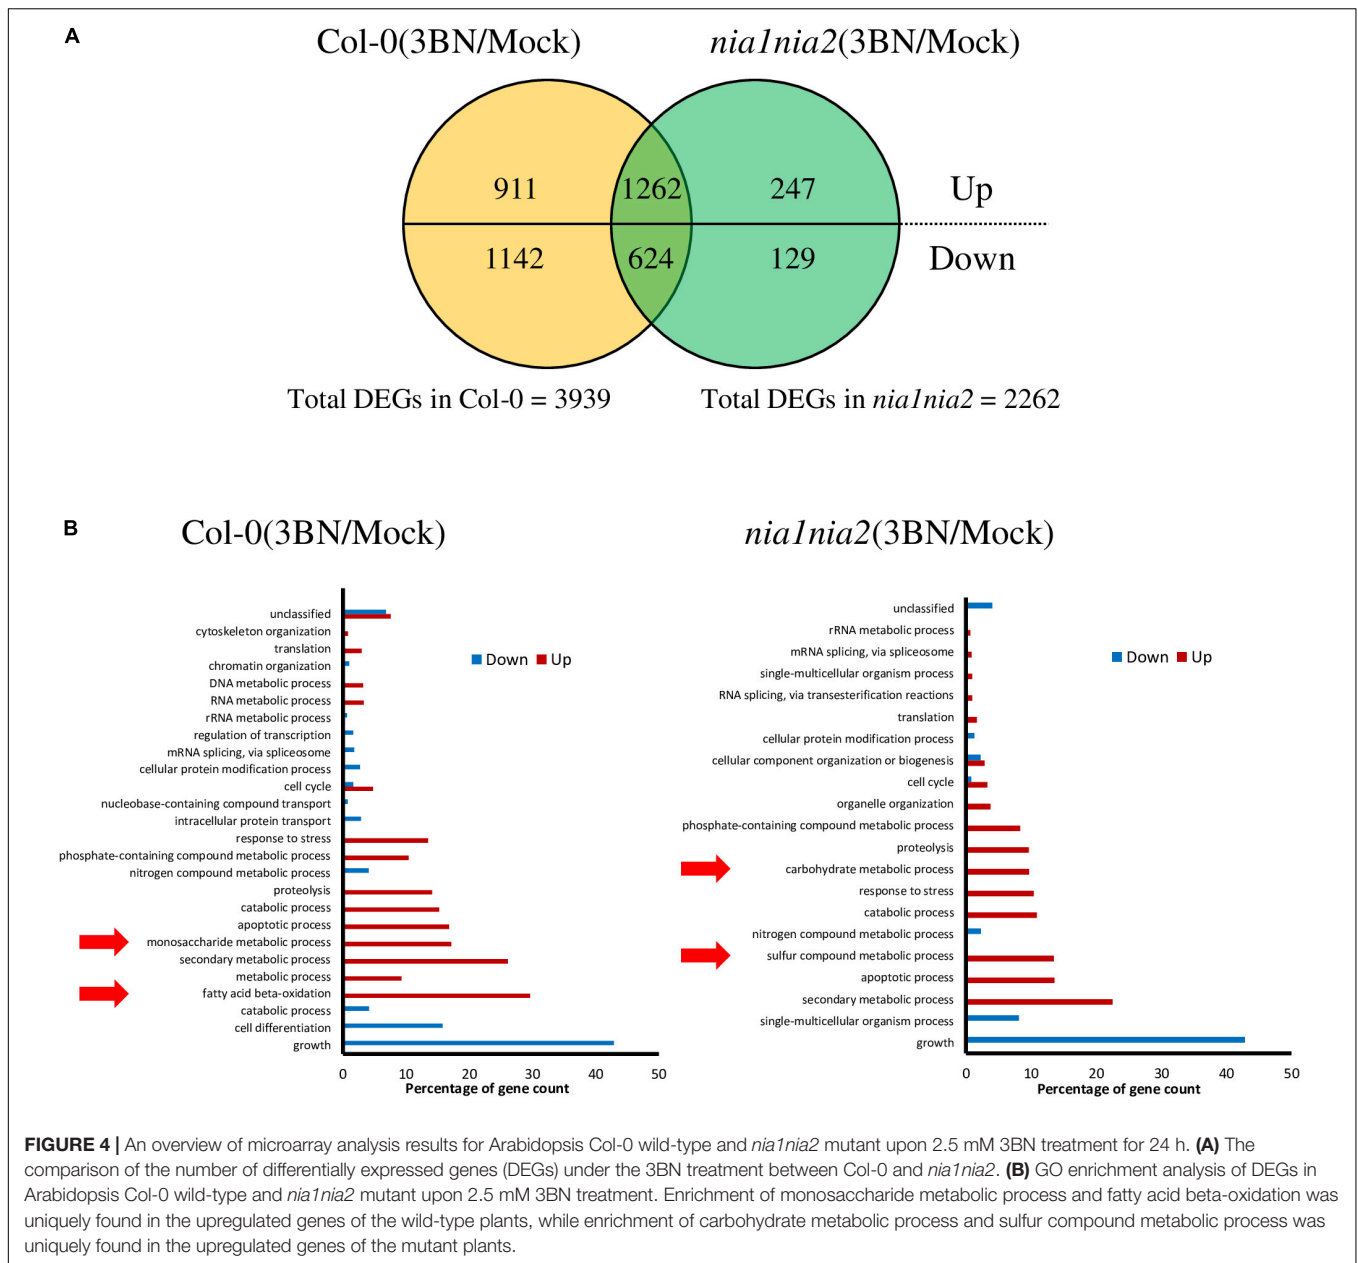 A
Col-0(3BN/Mock)
nia1nia2(3BN/Mock)
911
1262
247
Up
1142
624
129
Down
Total DEGs in Col-0 = 3939
Total DEGs in nia1nia2 = 2262
B
Col-0(3BN/Mock)
unclassified
cytoskeleton organization
translation
chromatin organization
DNA metabolic process
RNA metabolic process
rRNA metabolic process
regulation of transcription
mRNA splicing, via spliceosome
cellular protein modification process
cell cycle
nucleobase-containing compound transport
intracellular protein transport
response to stress
phosphate-containing compound metabolic process
nitrogen compound metabolic process
proteolysis
catabolic process
apoptotic process
monosaccharide metabolic process
secondary metabolic process
metabolic process
fatty acid beta-oxidation
catabolic process
cell differentiation
growth
Down Up
0 10 20 30 40 50
Percentage of gene count
nia1nia2(3BN/Mock)
unclassified
rRNA metabolic process
mRNA splicing, via spliceosome
single-multicellular organism process
RNA splicing, via transesterification reactions
translation
cellular protein modification process
cellular component organization or biogenesis
cell cycle
organelle organization
phosphate-containing compound metabolic process
proteolysis
carbohydrate metabolic process
response to stress
catabolic process
nitrogen compound metabolic process
sulfur compound metabolic process
apoptotic process
secondary metabolic process
single-multicellular organism process
growth
Down Up
0 10 20 30 40 50
Percentage of gene count
FIGURE 4 | An overview of microarray analysis results for Arabidopsis Col-0 wild-type and nia1nia2 mutant upon 2.5 mM 3BN treatment for 24 h. (A) The
comparison of the number of differentially expressed genes (DEGs) under the 3BN treatment between Col-0 and nia1nia2. (B) GO enrichment analysis of DEGs in
Arabidopsis Col-0 wild-type and nia1nia2 mutant upon 2.5 mM 3BN treatment. Enrichment of monosaccharide metabolic process and fatty acid beta-oxidation was
uniquely found in the upregulated genes of the wild-type plants, while enrichment of carbohydrate metabolic process and sulfur compound metabolic process was
uniquely found in the upregulated genes of the mutant plants.